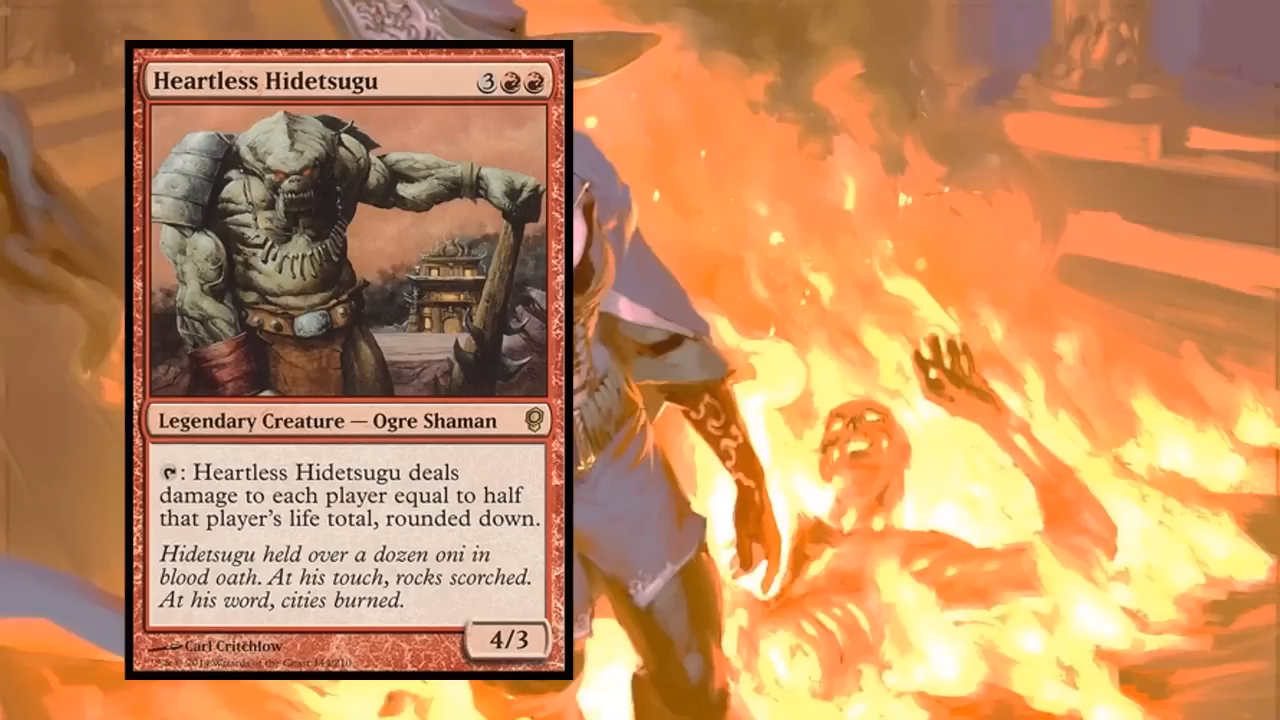 Heartless Hidetsugu 3
Legendary Creature — Ogre Shaman
: Heartless Hidetsugu deals
damage to each player equal to half
that player's life total, rounded down.
Hidetsugu held over a dozen oni in
blood oath. At his touch, rocks scorched.
At his word, cities burned.
4/3
Carl Critchlow